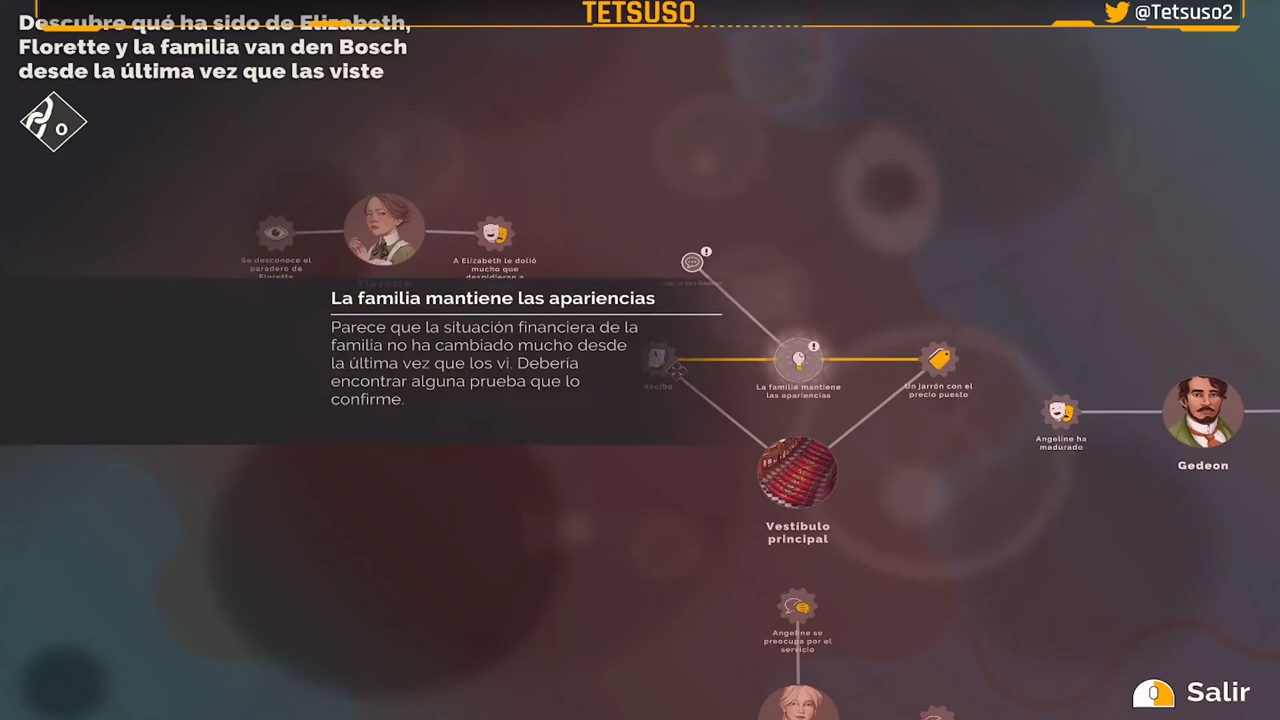 TETSUSO
@Tetsuso2
Descubre qué ha sido de Elizabeth,
Florette y la familia van den Bosch
desde la última vez que las viste
0
Se desconoce el
paradero de
Florette
A Elizabeth le dolió
mucho que
despidieran a
La familia mantiene las apariencias
Parece que la situación financiera de la
familia no ha cambiado mucho desde
la última vez que los vi. Debería
encontrar alguna prueba que lo
confirme.
Recibo
La familia mantiene
las apariencias
Un jarrón con el
precio puesto
Angeline ha
madurado
Gedeon
Vestíbulo
principal
Angeline se
preocupa por el
servicio
Salir